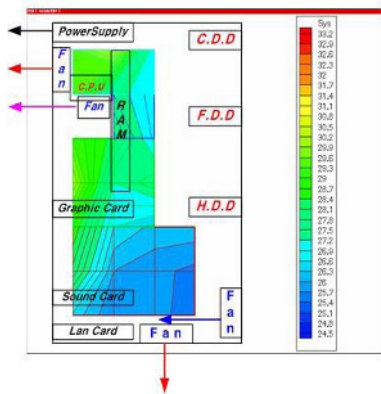 Sys
PowerSupply
C.D.D
Fan
C.P.U
Fan
RAM
F.D.D
Graphic Card
H.D.D
Sound Card
Fan
Lan Card
Fan
33.2
32.9
32.6
32.3
32
31.7
31.4
31.1
30.8
30.5
30.2
29.9
29.6
29.3
29
28.7
28.4
28.1
27.8
27.5
27.2
26.9
26.6
26.3
26
25.7
25.4
25.1
24.8
24.5